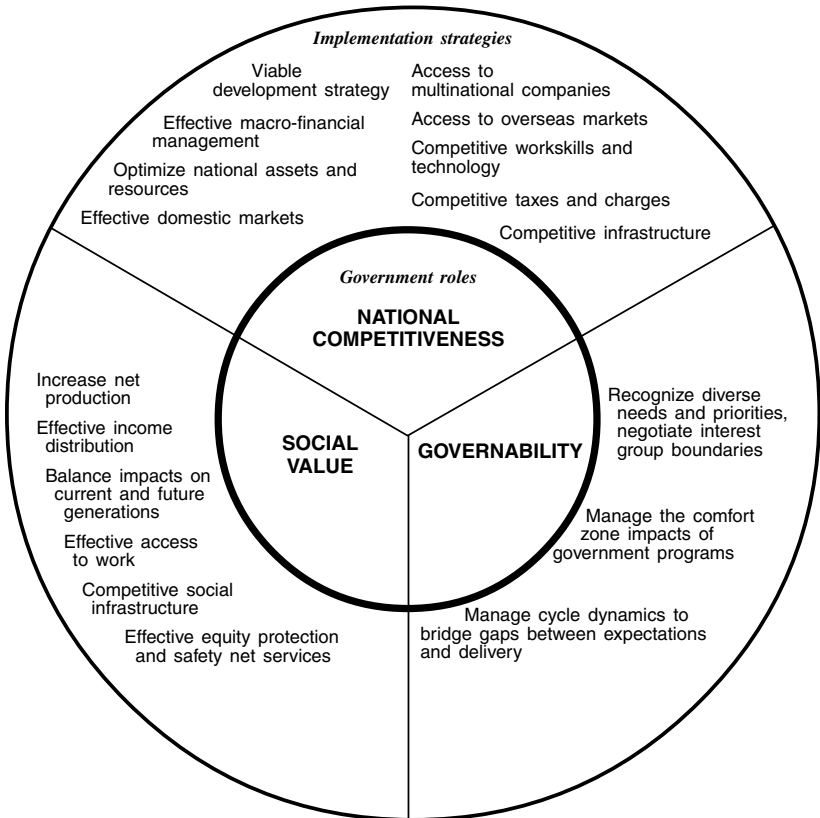 Implementation strategies
Viable
development strategy
Effective macro-financial
management
Optimize national assets and
resources
Effective domestic markets
Access to
multinational companies
Access to overseas markets
Competitive workskills and
technology
Competitive taxes and charges
Competitive infrastructure
Government roles
NATIONAL
COMPETITIVENESS
SOCIAL
VALUE
GOVERNABILITY
Increase net
production
Effective income
distribution
Balance impacts on
current and future
generations
Effective access
to work
Competitive social
infrastructure
Effective equity protection
and safety net services
Recognize diverse
needs and priorities,
negotiate interest
group boundaries
Manage the comfort
zone impacts of
government programs
Manage cycle dynamics to
bridge gaps between expectations
and delivery